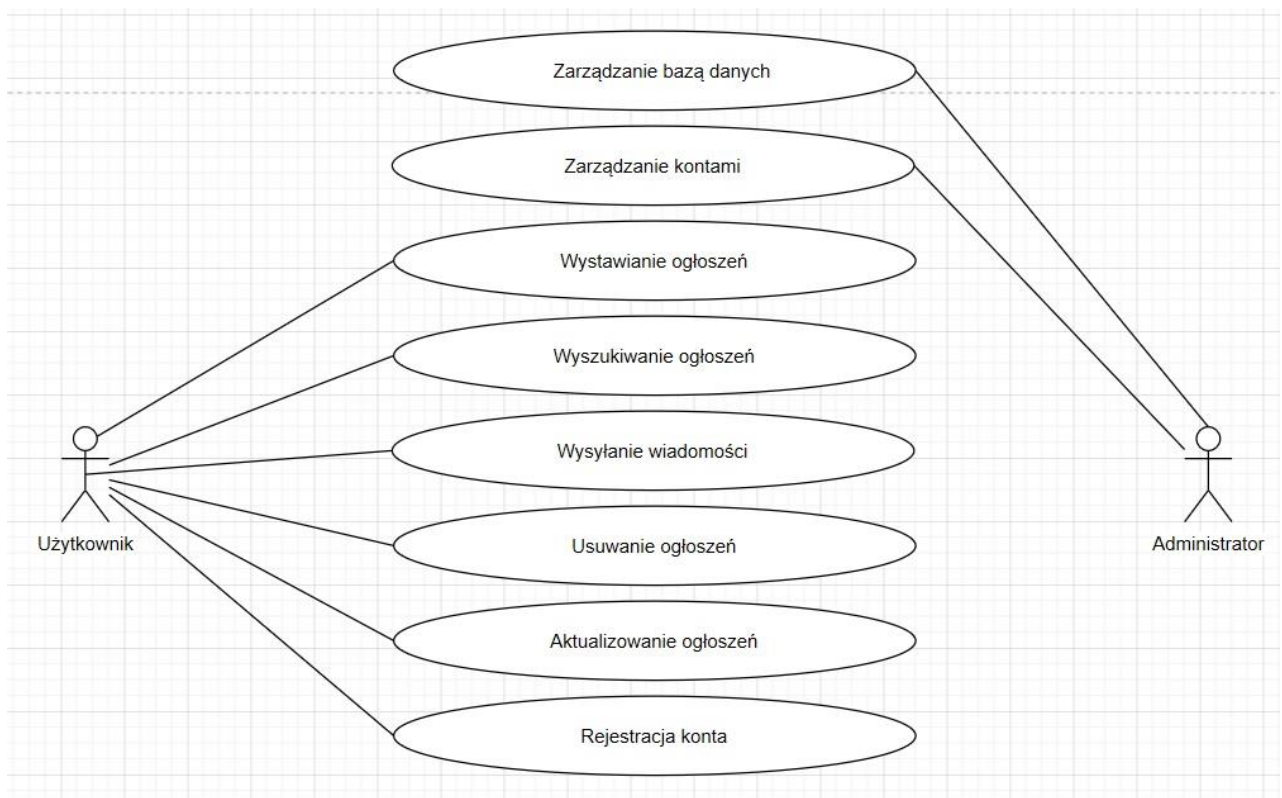 Zarządzanie bazą danych
Zarządzanie kontami
Wystawianie ogłoszeń
Wyszukiwanie ogłoszeń
Wysyłanie wiadomości
Usuwanie ogłoszeń
Użytkownik
Administrator
Aktualizowanie ogłoszeń
Rejestracja konta